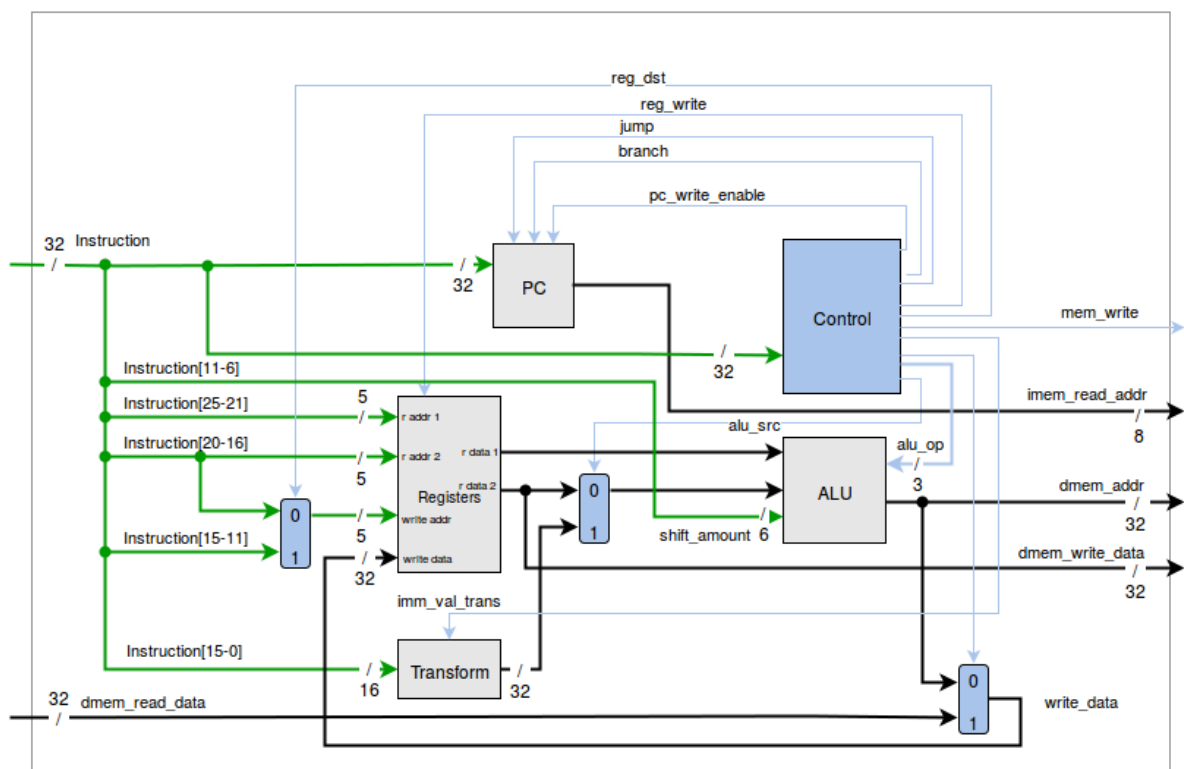 reg_dst
reg_write
jump
branch
pc_write_enable
32 Instruction
/
/
32
PC
Control
mem_write
/
32
Instruction[11-6]
5
Instruction[25-21]
/
r addr 1
imem_read_addr
/
8
alu_src
Instruction[20-16]
/
5
r addr 2
r data 1
alu_op
/
3
r data 2
Registers
0
1
ALU
dmem_addr
/
32
0
1
/
5
write addr
shift_amount
/
6
Instruction[15-11]
/
32
write data
dmem_write_data
/
32
imm_val_trans
Instruction[15-0]
/
16
Transform
/
32
0
1
32
/
dmem_read_data
write_data